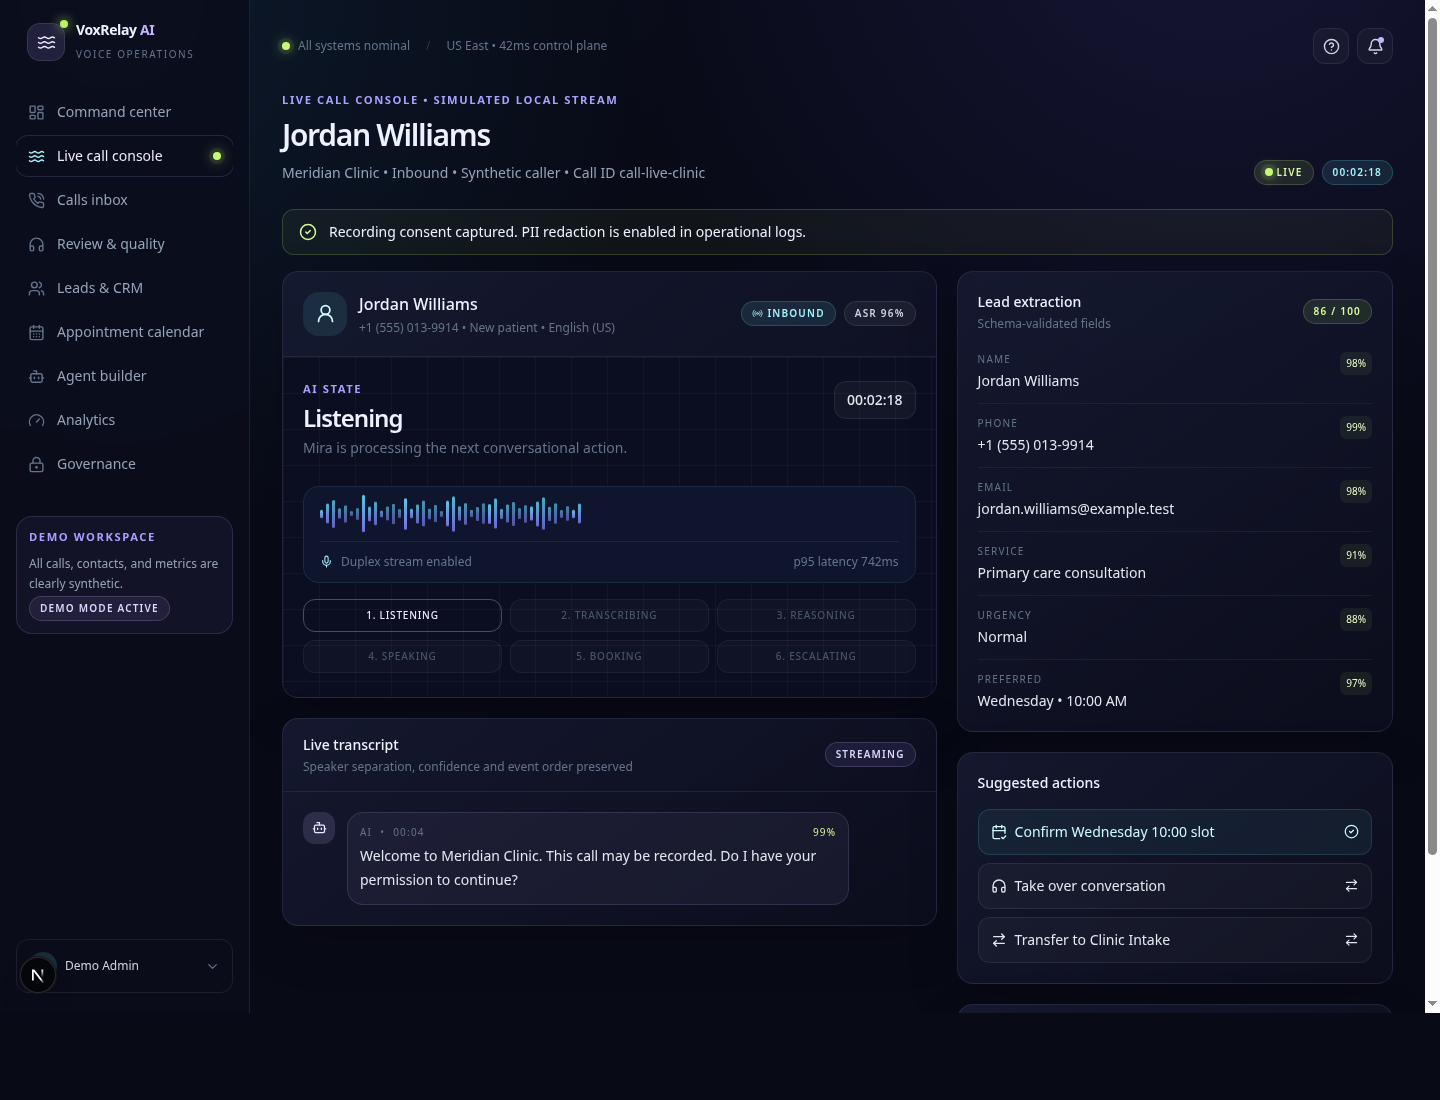 VoxRelay AI
VOICE OPERATIONS
Command center
Live call console
Calls inbox
Review & quality
Leads & CRM
Appointment calendar
Agent builder
Analytics
Governance
DEMO WORKSPACE
All calls, contacts, and metrics are
clearly synthetic.
DEMO MODE ACTIVE
N
Demo Admin
All systems nominal / US East • 42ms control plane
LIVE CALL CONSOLE • SIMULATED LOCAL STREAM
Jordan Williams
Meridian Clinic • Inbound • Synthetic caller • Call ID call-live-clinic
LIVE
00:02:18
Recording consent captured. PII redaction is enabled in operational logs.
Jordan Williams
+1 (555) 013-9914 • New patient • English (US)
INBOUND
ASR 96%
AI STATE
Listening
Mira is processing the next conversational action.
00:02:18
Duplex stream enabled
p95 latency 742ms
1. LISTENING
2. TRANSCRIBING
3. REASONING
4. SPEAKING
5. BOOKING
6. ESCALATING
Live transcript
Speaker separation, confidence and event order preserved
STREAMING
AI • 00:04
99%
Welcome to Meridian Clinic. This call may be recorded. Do I have your
permission to continue?
Lead extraction
Schema-validated fields
86 / 100
NAME
Jordan Williams
98%
PHONE
+1 (555) 013-9914
99%
EMAIL
jordan.williams@example.test
98%
SERVICE
Primary care consultation
91%
URGENCY
Normal
88%
PREFERRED
Wednesday • 10:00 AM
97%
Suggested actions
Confirm Wednesday 10:00 slot
Take over conversation
Transfer to Clinic Intake